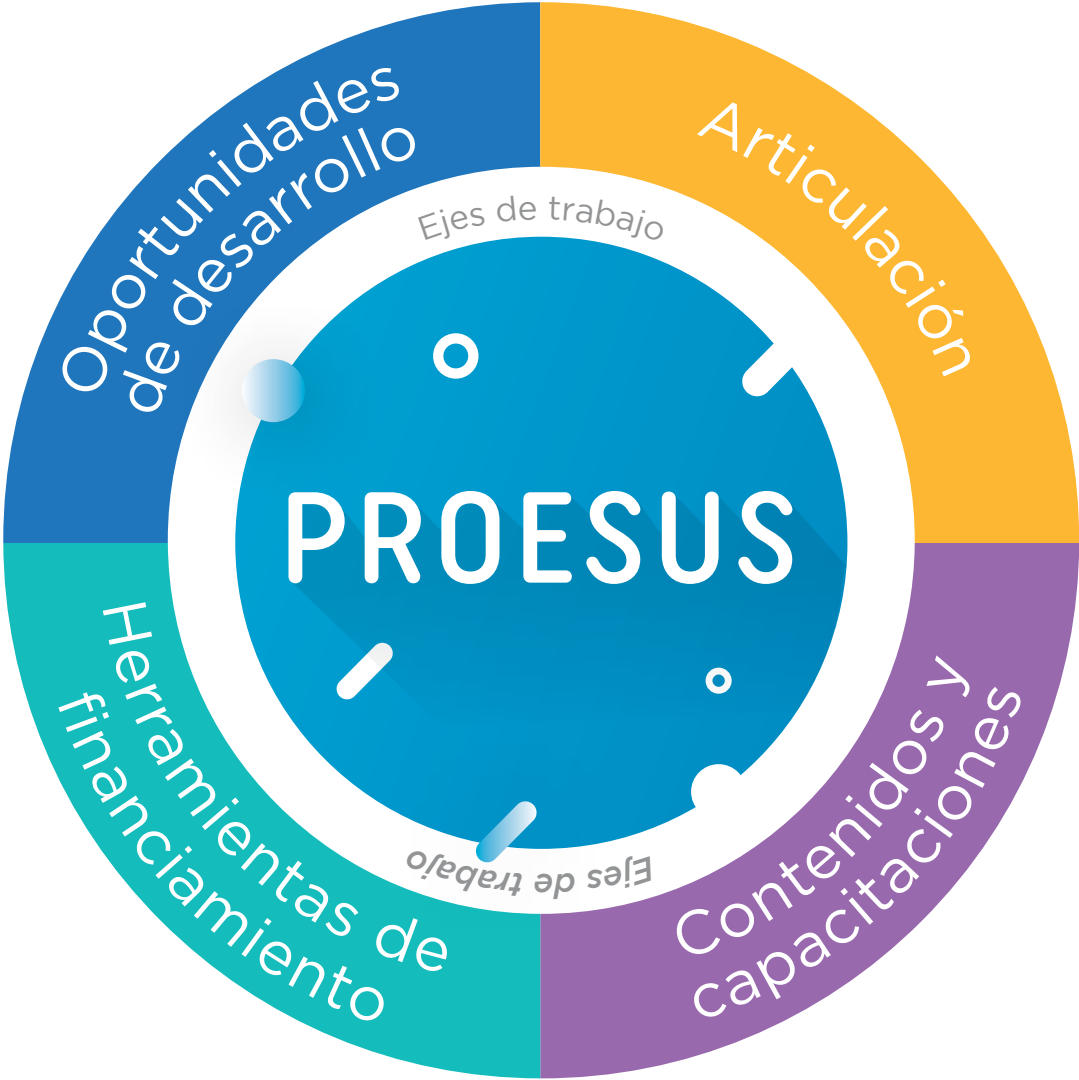 Oportunidades
de desarrollo
Articulación
Ejes de trabajo
PROESUS
Herramientas de
financiamiento
Contenidos y
capacitaciones
Ejes de trabajo